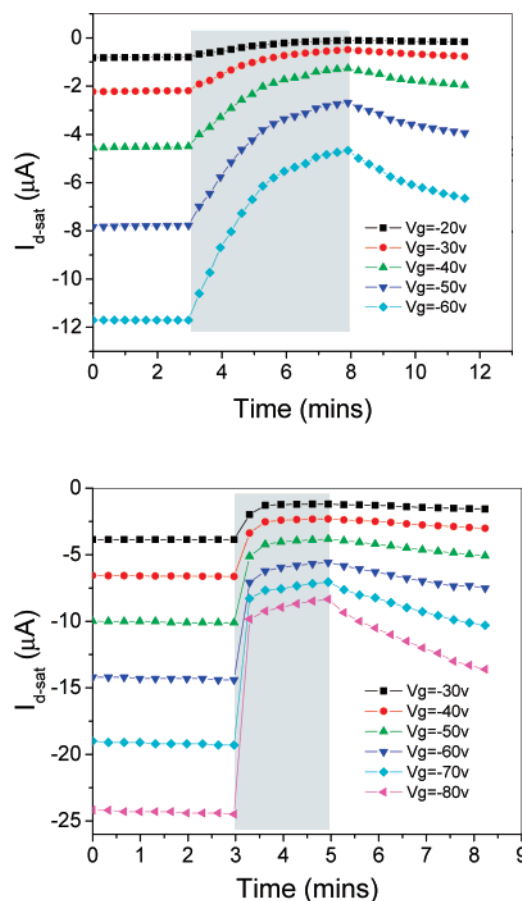 0
-2
-4
-6
-8
-10
-12
I d-sat (µA)
Vg=-20v
Vg=-30v
Vg=-40v
Vg=-50v
Vg=-60v
0 2 4 6 8 10 12
Time (mins)
0
-5
-10
-15
-20
-25
I d-sat (µA)
Vg=-30v
Vg=-40v
Vg=-50v
Vg=-60v
Vg=-70v
Vg=-80v
0 1 2 3 4 5 6 7 8 9
Time (mins)